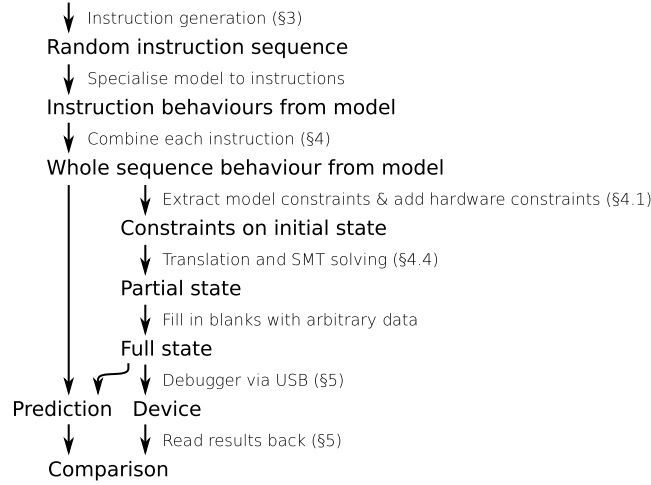 Instruction generation (§3)
Random instruction sequence
Specialise model to instructions
Instruction behaviours from model
Combine each instruction (§4)
Whole sequence behaviour from model
Extract model constraints & add hardware constraints (§4.1)
Constraints on initial state
Translation and SMT solving (§4.4)
Partial state
Fill in blanks with arbitrary data
Full state
Debugger via USB (§5)
Prediction Device
Read results back (§5)
Comparison